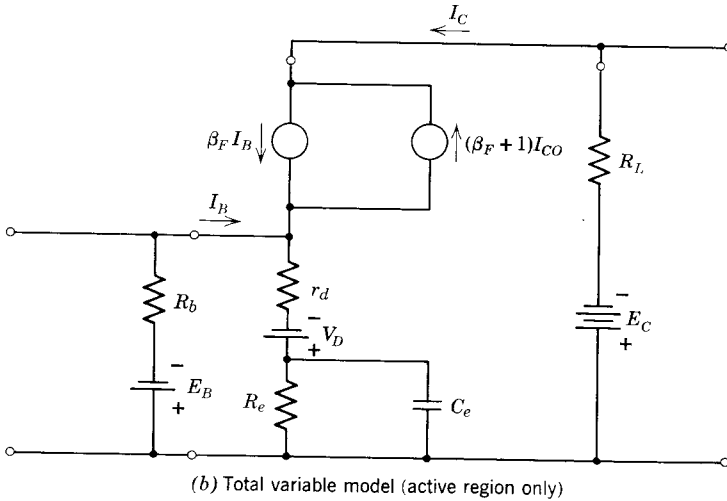 I_C
β_F I_B
(β_F + 1)I_CO
R_L
I_B
r_d
R_b
−
V_D
+
−
E_C
+
−
E_B
+
R_e
C_e
(b) Total variable model (active region only)